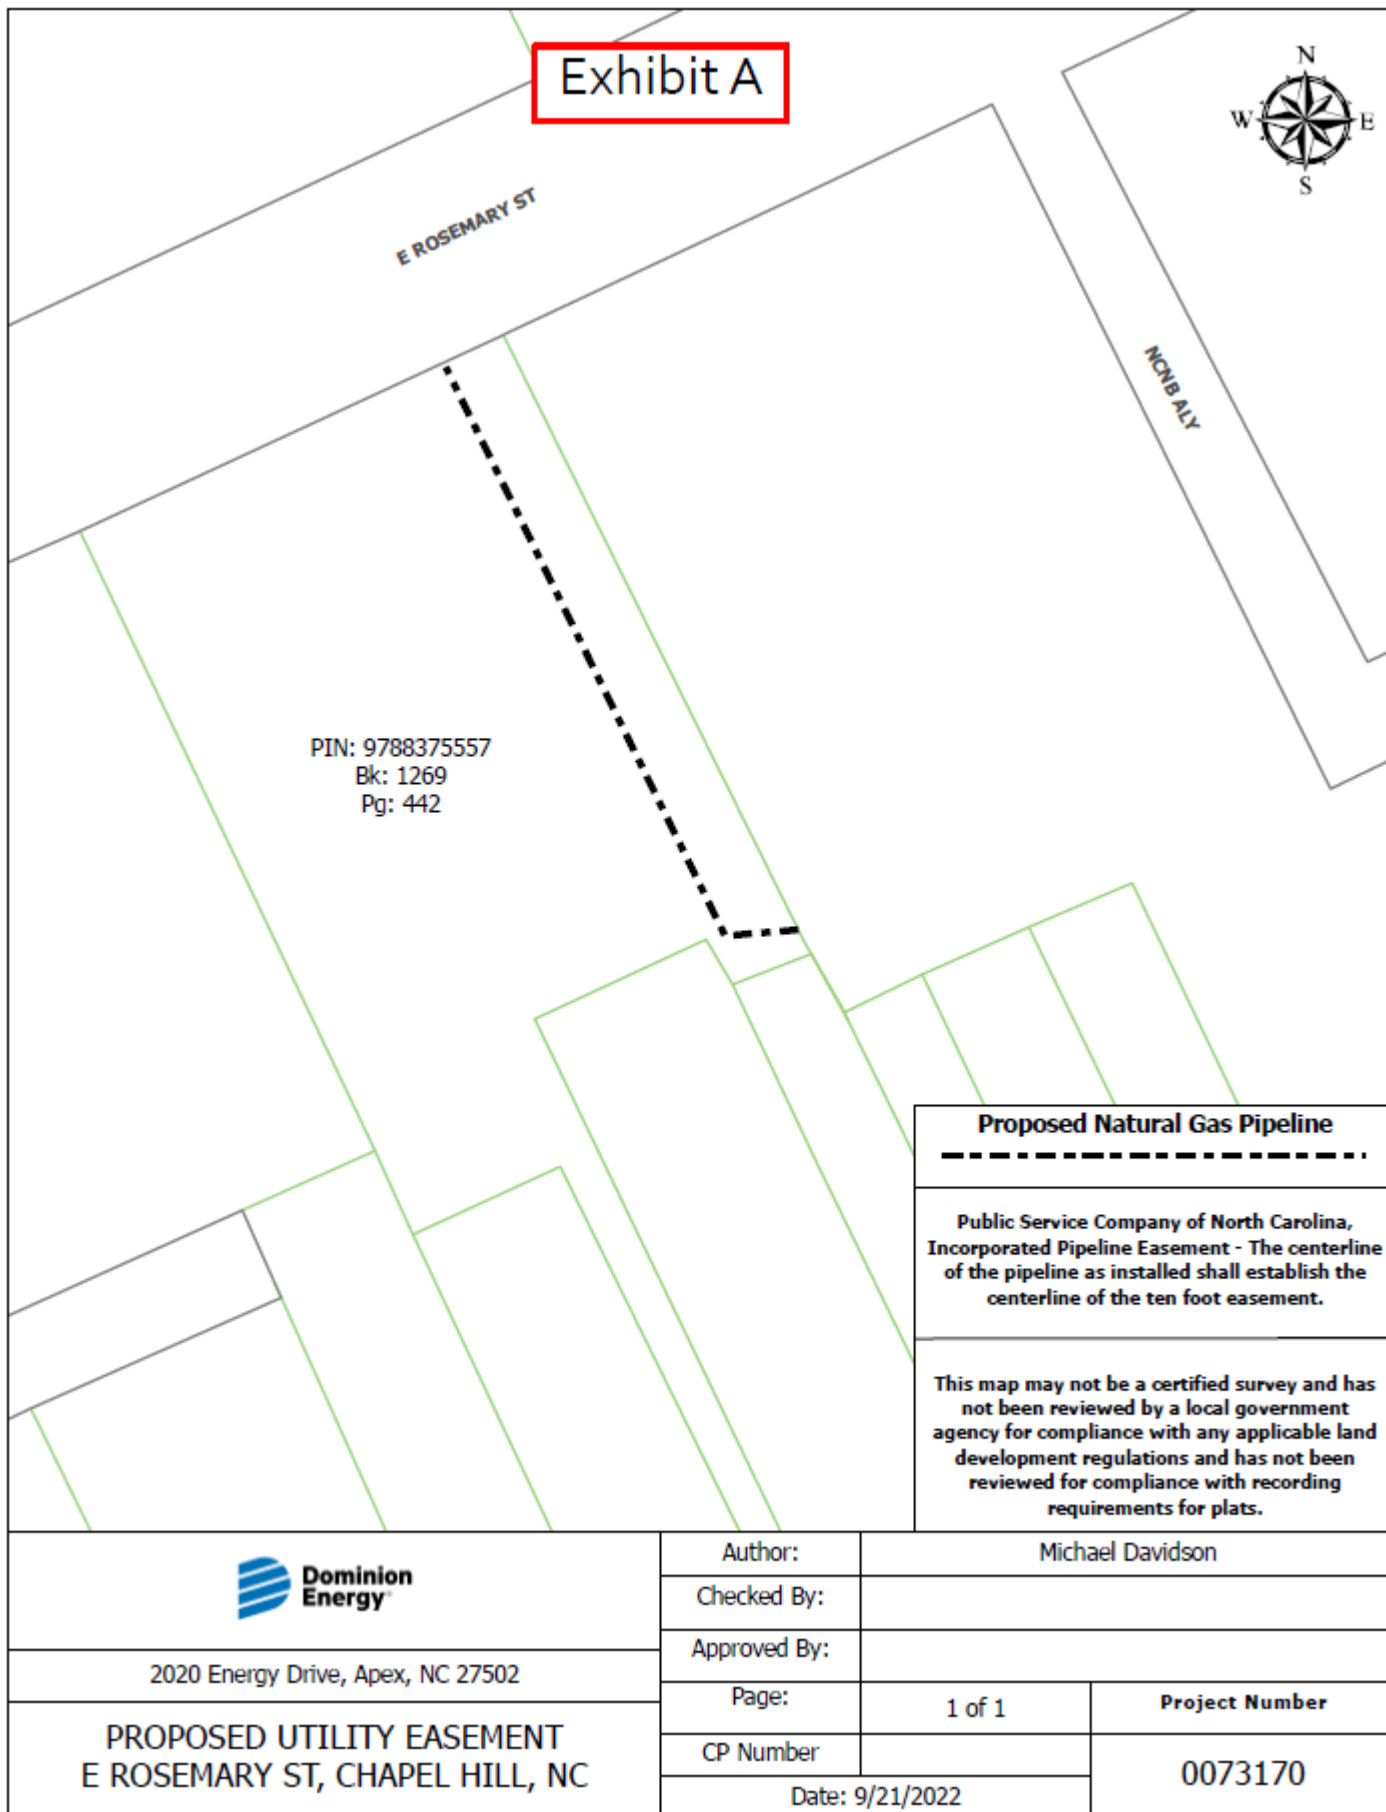 Exhibit A
N
W E
S
E ROSEMARY ST
NCNB ALY
PIN: 9788375557
Bk: 1269
Pg: 442
Proposed Natural Gas Pipeline
Public Service Company of North Carolina,
Incorporated Pipeline Easement - The centerline
of the pipeline as installed shall establish the
centerline of the ten foot easement.
This map may not be a certified survey and has
not been reviewed by a local government
agency for compliance with any applicable land
development regulations and has not been
reviewed for compliance with recording
requirements for plats.
Dominion
Energy
2020 Energy Drive, Apex, NC 27502
PROPOSED UTILITY EASEMENT
E ROSEMARY ST, CHAPEL HILL, NC
Author: Michael Davidson
Checked By:
Approved By:
Page: 1 of 1
CP Number
Date: 9/21/2022
Project Number
0073170